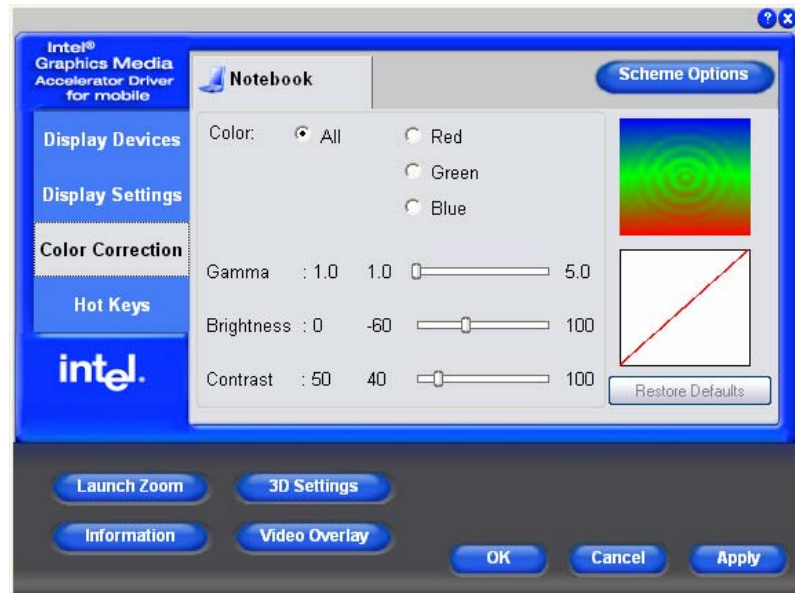 Intel®
Graphics Media
Accelerator Driver
for mobile
Notebook
Scheme Options
Display Devices
Display Settings
Color Correction
Hot Keys
intel.
Color: All Red
Green
Blue
Gamma : 1.0 1.0 5.0
Brightness : 0 -60 100
Contrast : 50 40 100
Restore Defaults
Launch Zoom
3D Settings
Information
Video Overlay
OK
Cancel
Apply